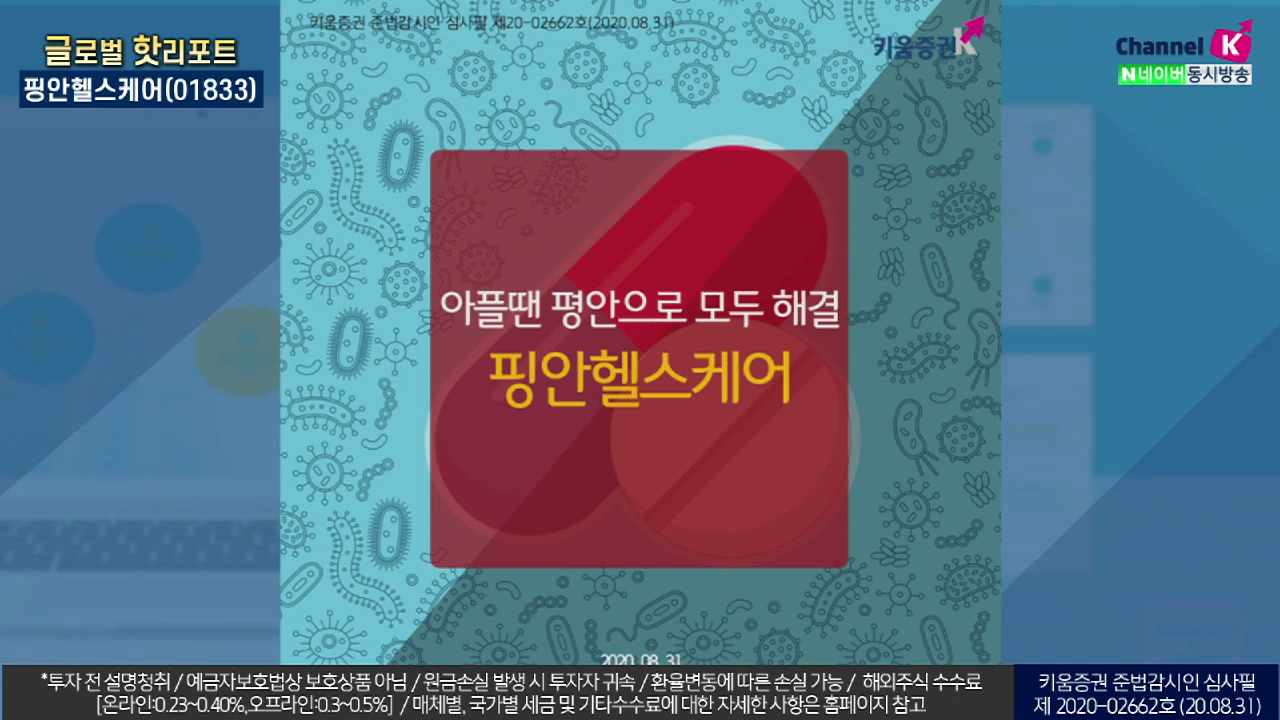 키움증권 준법감시인 심사필 제20-02662호(2020.08.31)
글로벌 핫리포트
핑안헬스케어(01833)
키움증권
Channel K
N 네이버 동시방송
아플땐 평안으로 모두 해결
핑안헬스케어
2020. 08. 31
*투자 전 설명청취 / 예금자보호법상 보호상품 아님 / 원금손실 발생 시 투자자 귀속 / 환율변동에 따른 손실 가능 / 해외주식 수수료
[온라인:0.23~0.40%,오프라인:0.3~0.5%] / 매체별, 국가별 세금 및 기타수수료에 대한 자세한 사항은 홈페이지 참고
키움증권 준법감시인 심사필
제 2020-02662호 (20.08.31)